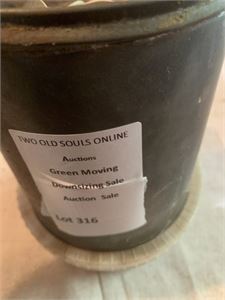 TWO OLD SOULS ONLINE
Auctions
Green Moving
Downsizing Sale
Auction Sale
Lot 316